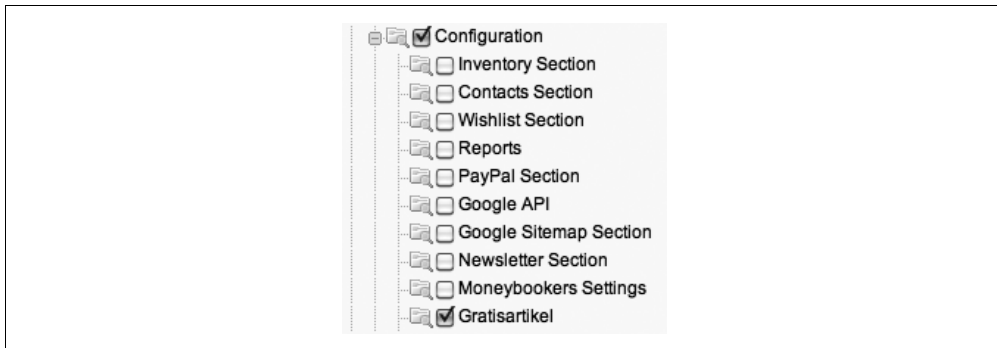 Configuration
Inventory Section
Contacts Section
Wishlist Section
Reports
PayPal Section
Google API
Google Sitemap Section
Newsletter Section
Moneybookers Settings
Gratisartikel